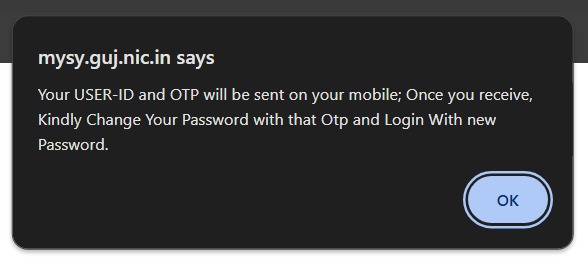 mysy.guj.nic.in says
Your USER-ID and OTP will be sent on your mobile; Once you receive,
Kindly Change Your Password with that Otp and Login With new
Password.
OK